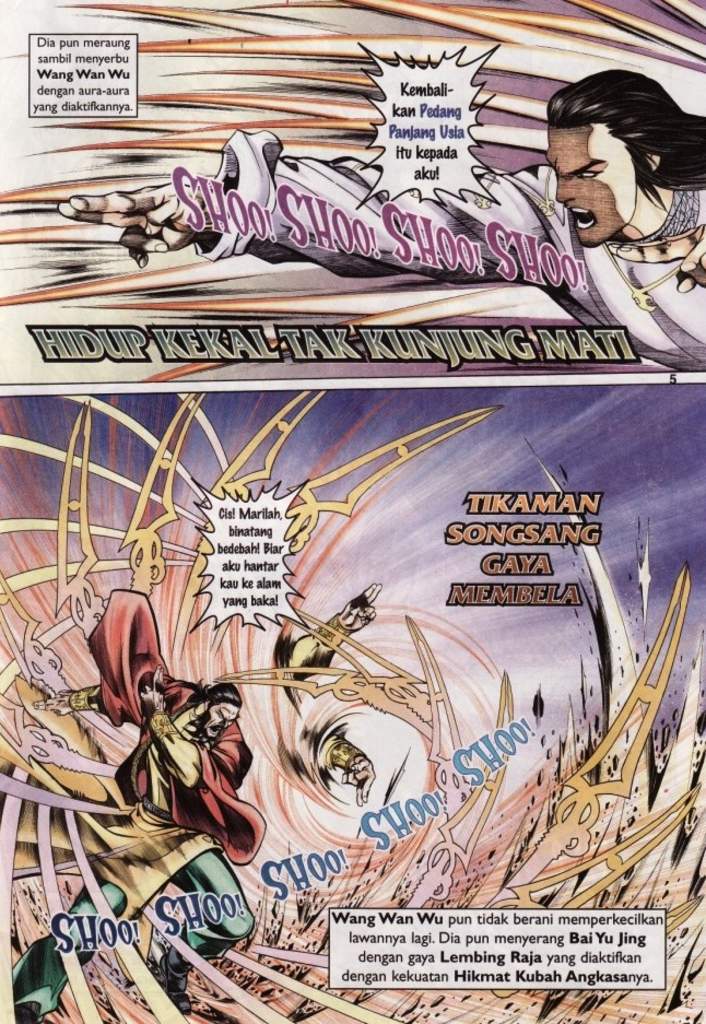 Dia pun meraung
sambil menyerbu
Wang Wan Wu
dengan aura-aura
yang diaktifkannya.
Kembali-
kan Pedang
Panjang Usia
itu kepada
aku!
SHOO! SHOO! SHOO! SHOO!
HIDUP KEKAL TAK KUNJUNG MATI
5
Cis! Marilah,
binatang
bedebah! Biar
aku hantar
kau ke alam
yang baka!
TIKAMAN
SONGSANG
GAYA
MEMBELA
SHOO! SHOO! SHOO! SHOO! SHOO!
Wang Wan Wu pun tidak berani memperkecilkan
lawannya lagi. Dia pun menyerang Bai Yu Jing
dengan gaya Lembing Raja yang diaktifkan
dengan kekuatan Hikmat Kubah Angkasanya.